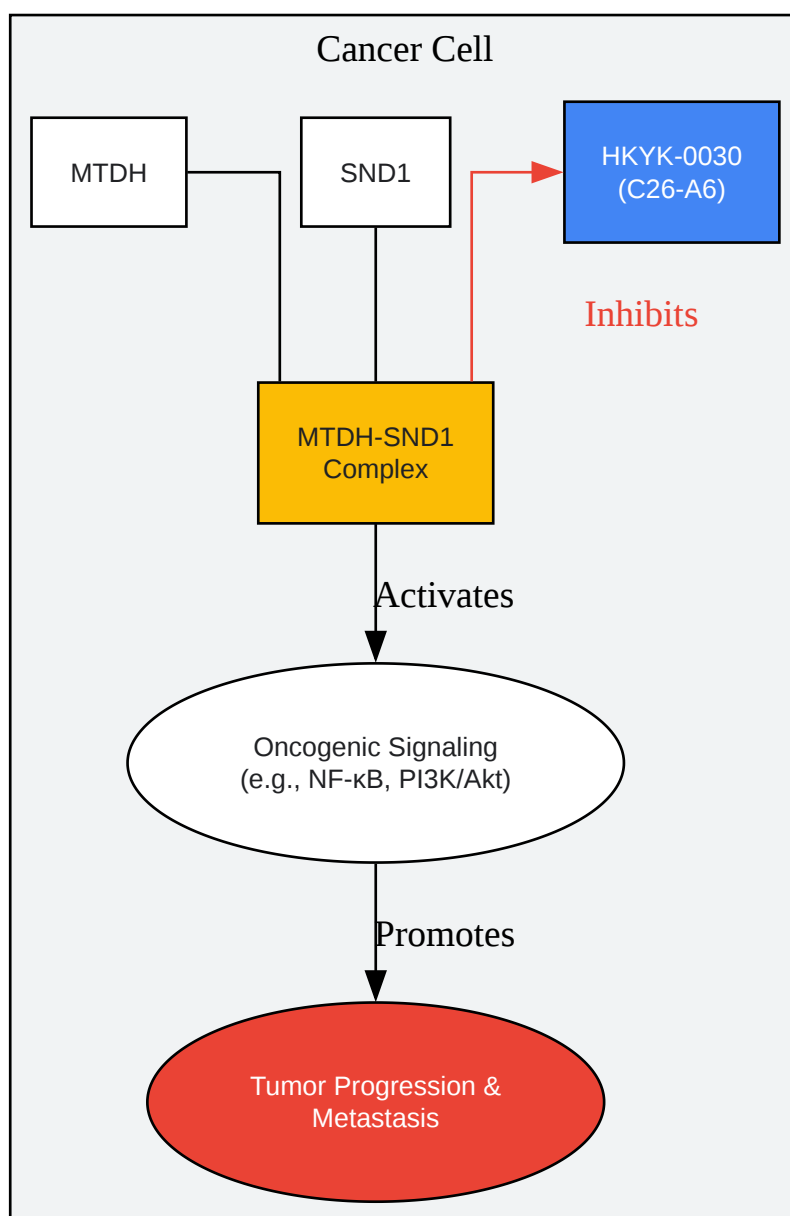 Cancer Cell
MTDH
SND1
HKYK-0030
(C26-A6)
Inhibits
MTDH-SND1
Complex
Activates
Oncogenic Signaling
(e.g., NF-κB, PI3K/Akt)
Promotes
Tumor Progression &
Metastasis